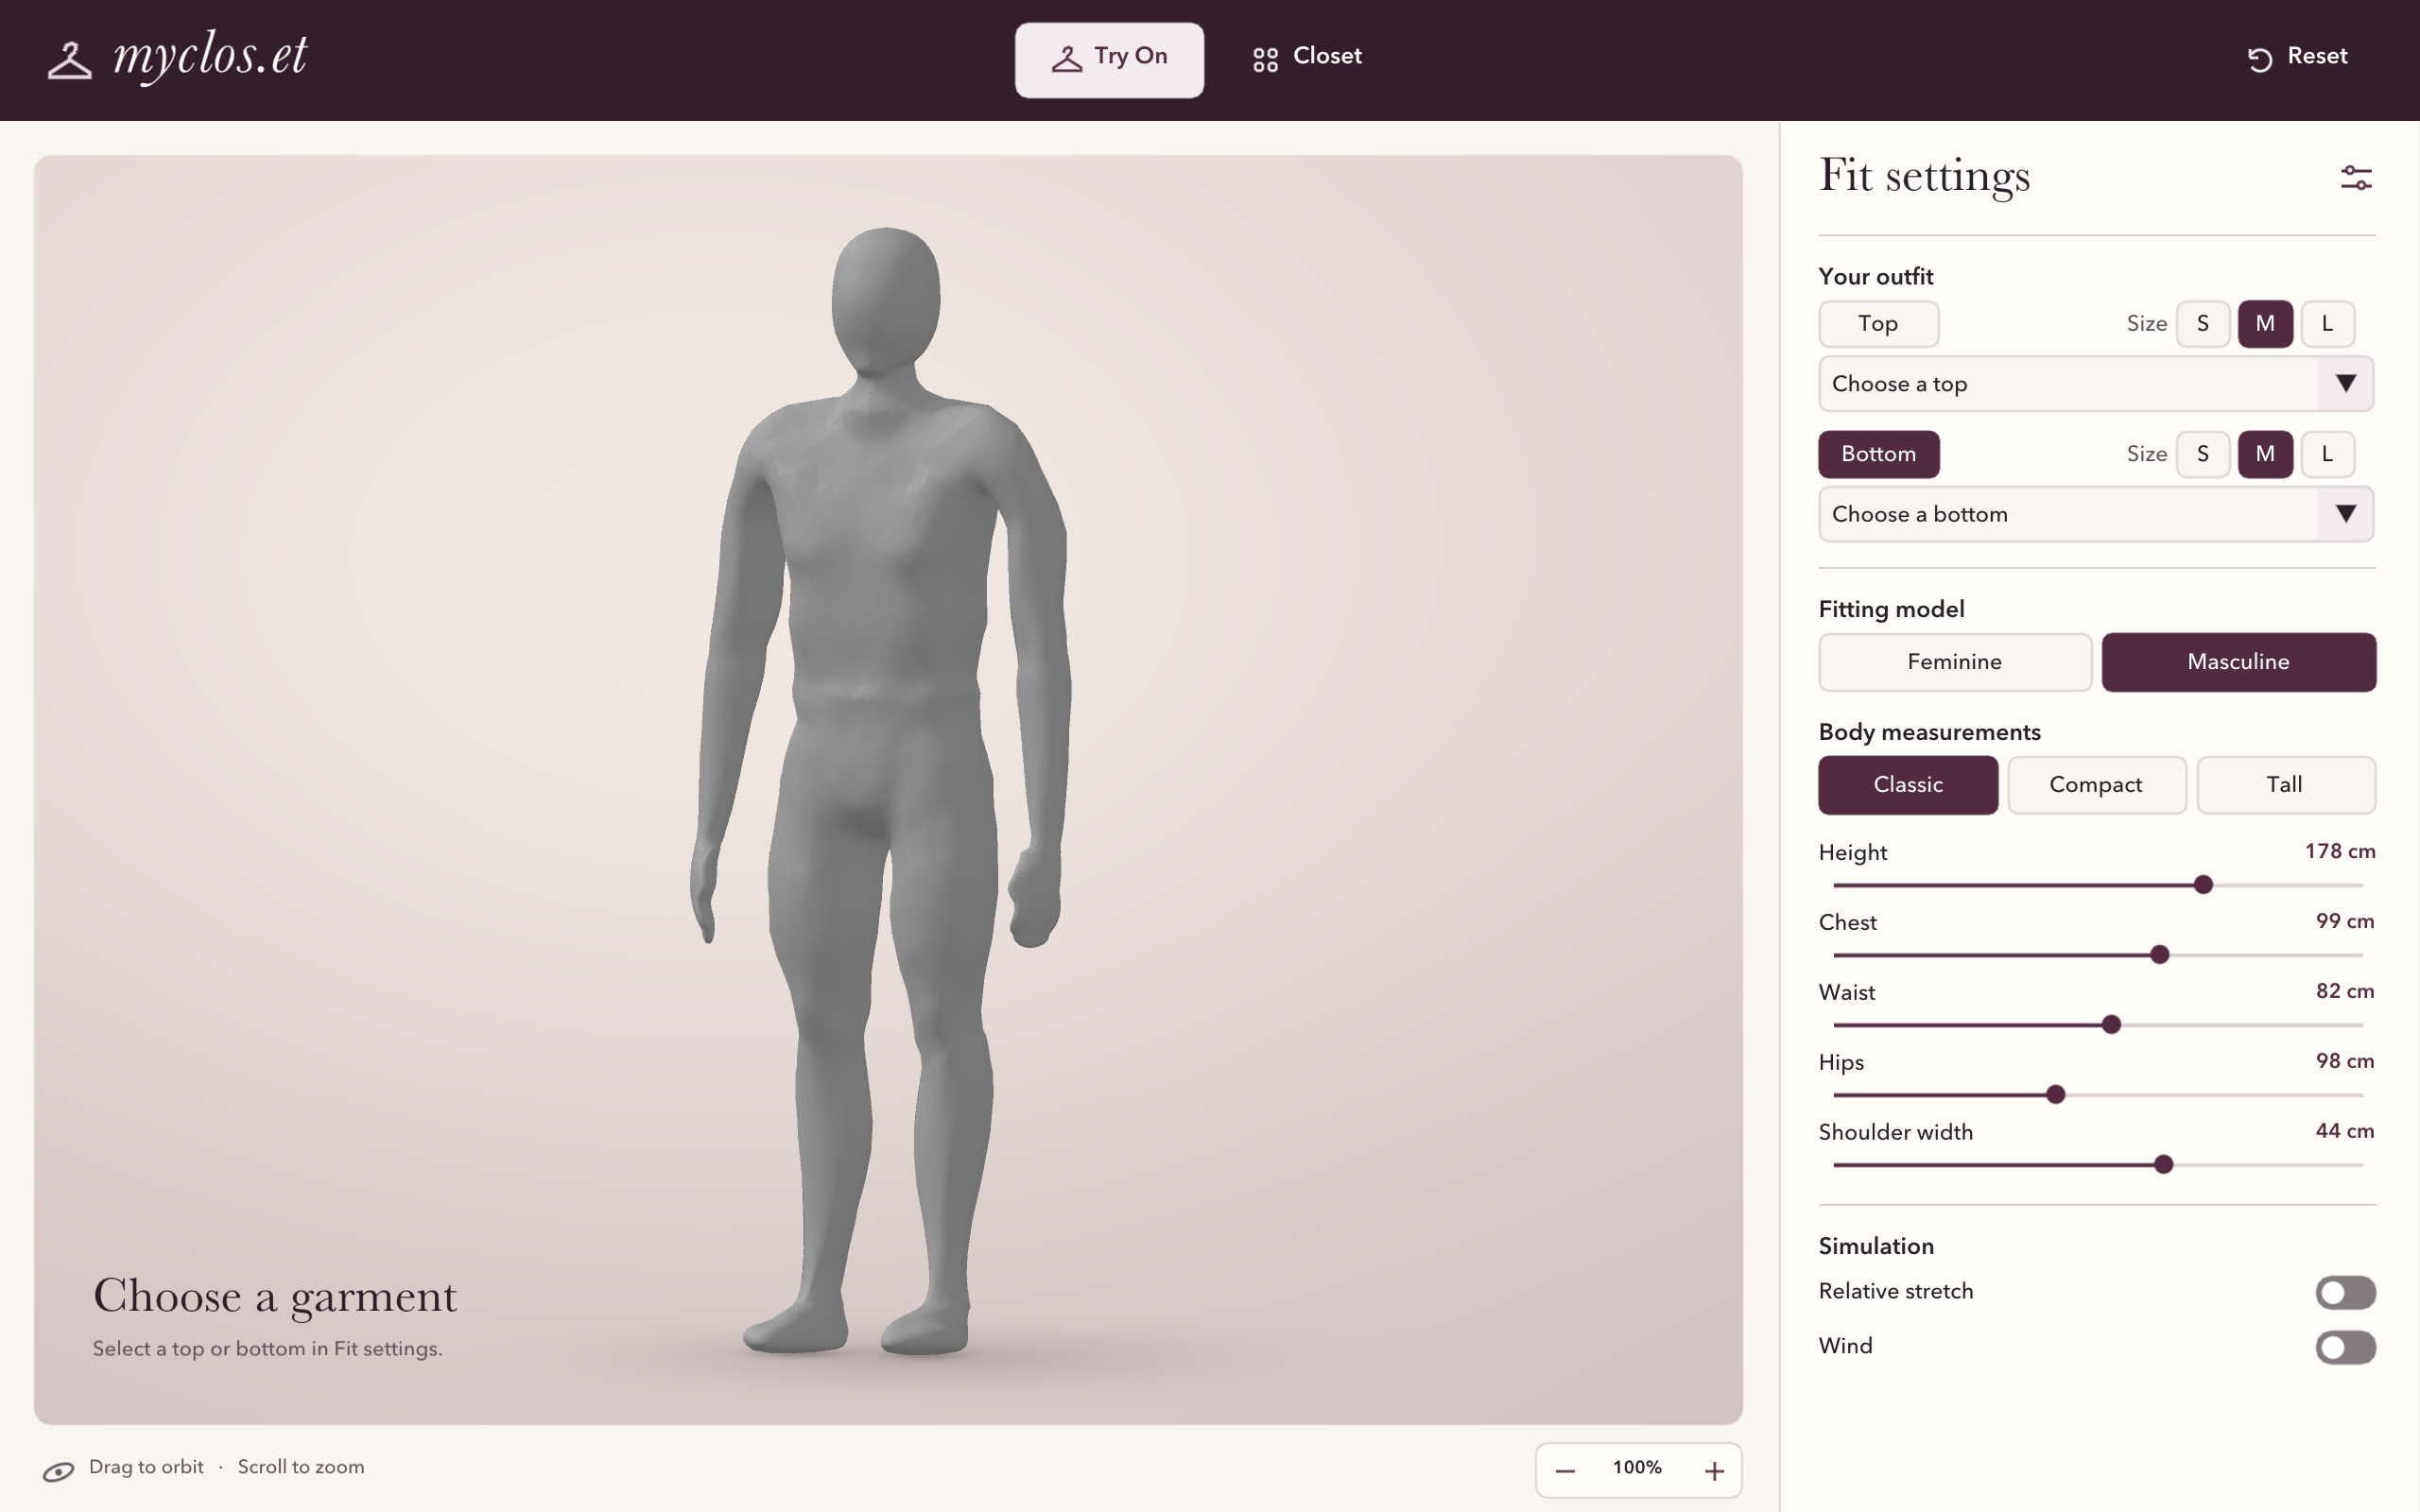 myclos.et
Try On
Closet
Reset
Fit settings
Your outfit
Top Size S M L
Choose a top
Bottom Size S M L
Choose a bottom
Fitting model
Feminine Masculine
Body measurements
Classic Compact Tall
Height 178 cm
Chest 99 cm
Waist 82 cm
Hips 98 cm
Shoulder width 44 cm
Simulation
Relative stretch
Wind
Choose a garment
Select a top or bottom in Fit settings.
Drag to orbit · Scroll to zoom
− 100% +